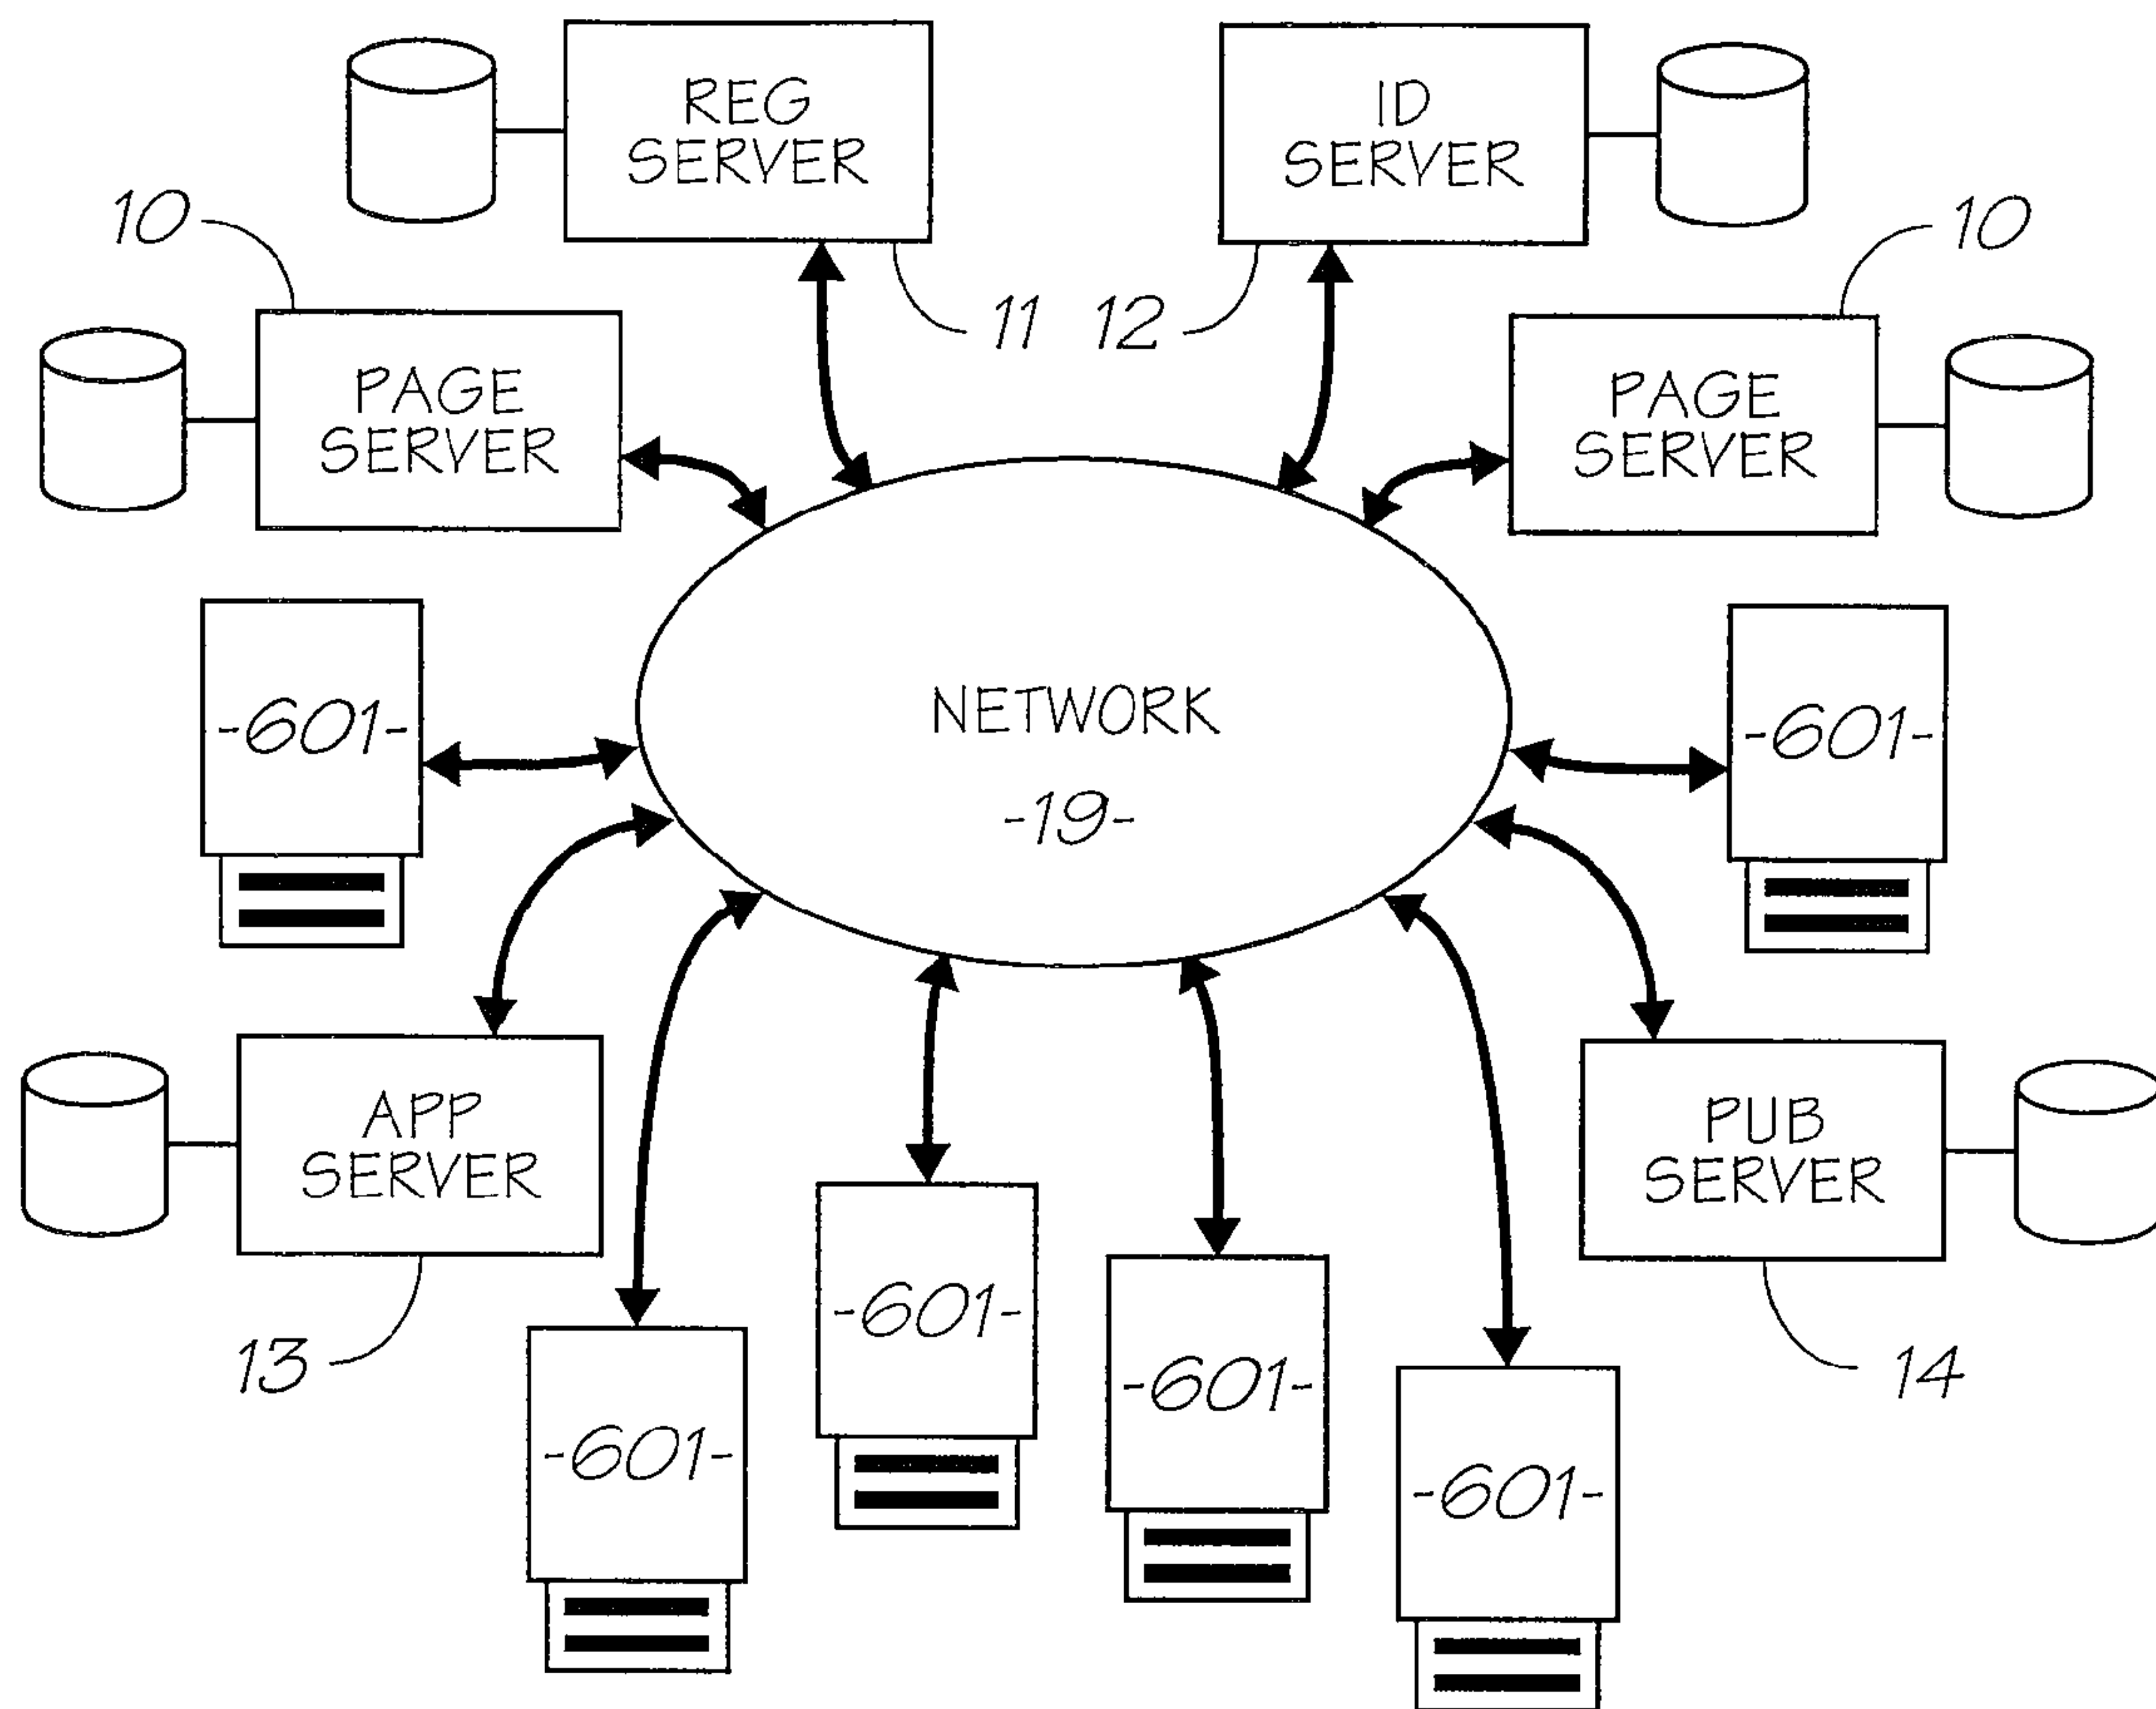 REG
SERVER
ID
SERVER
10
10
11
12
PAGE
SERVER
PAGE
SERVER
-601-
NETWORK
-19-
-601-
APP
SERVER
PUB
SERVER
13
-601-
-601-
-601-
-601-
14